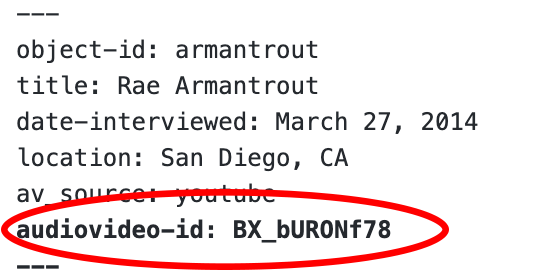 ---
object-id: armantrout
title: Rae Armantrout
date-interviewed: March 27, 2014
location: San Diego, CA
av_source: youtube
audiovideo-id: BX_bURONf78
---